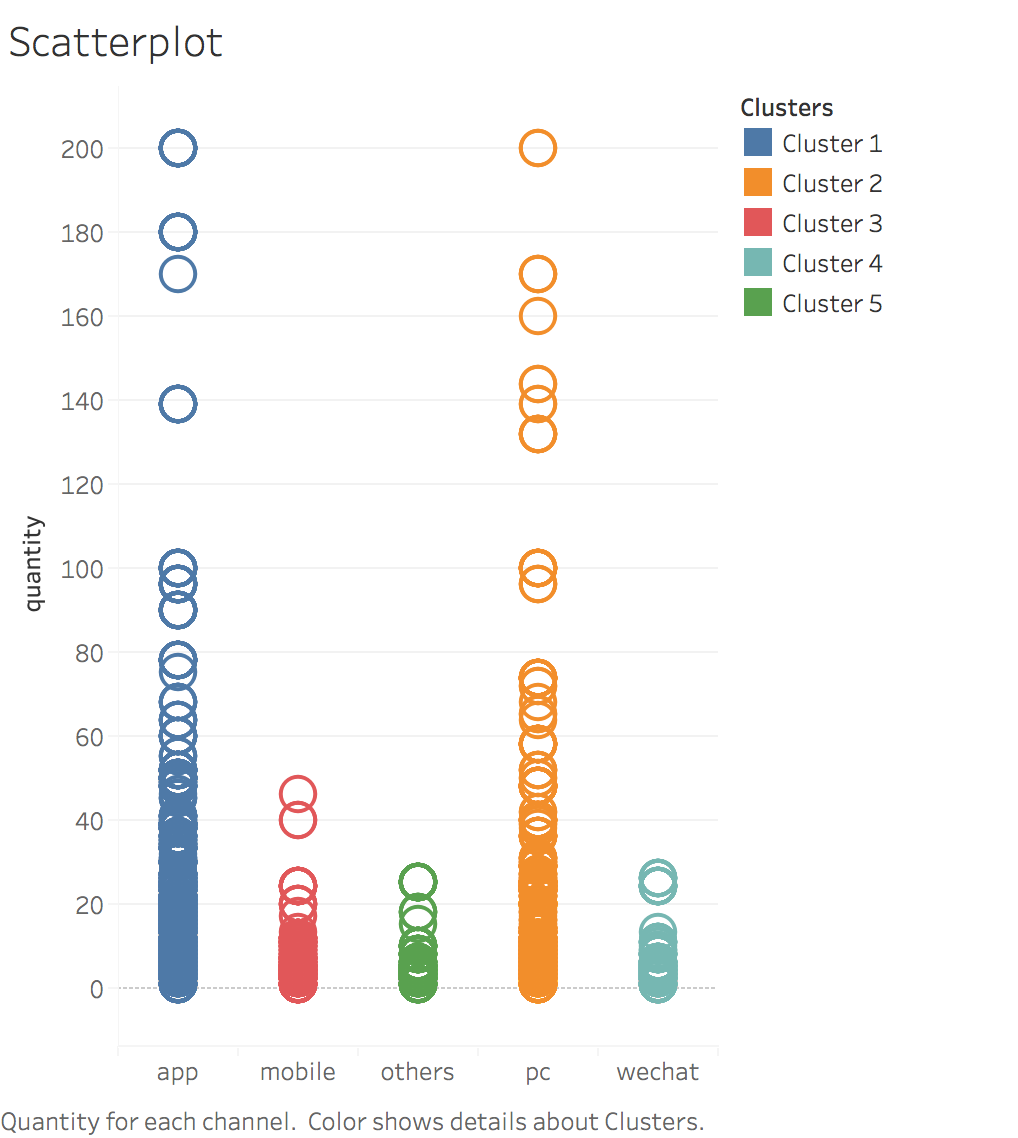 Scatterplot
Clusters
Cluster 1
Cluster 2
Cluster 3
Cluster 4
Cluster 5
quantity
200
180
160
140
120
100
80
60
40
20
0
app mobile others pc wechat
Quantity for each channel. Color shows details about Clusters.